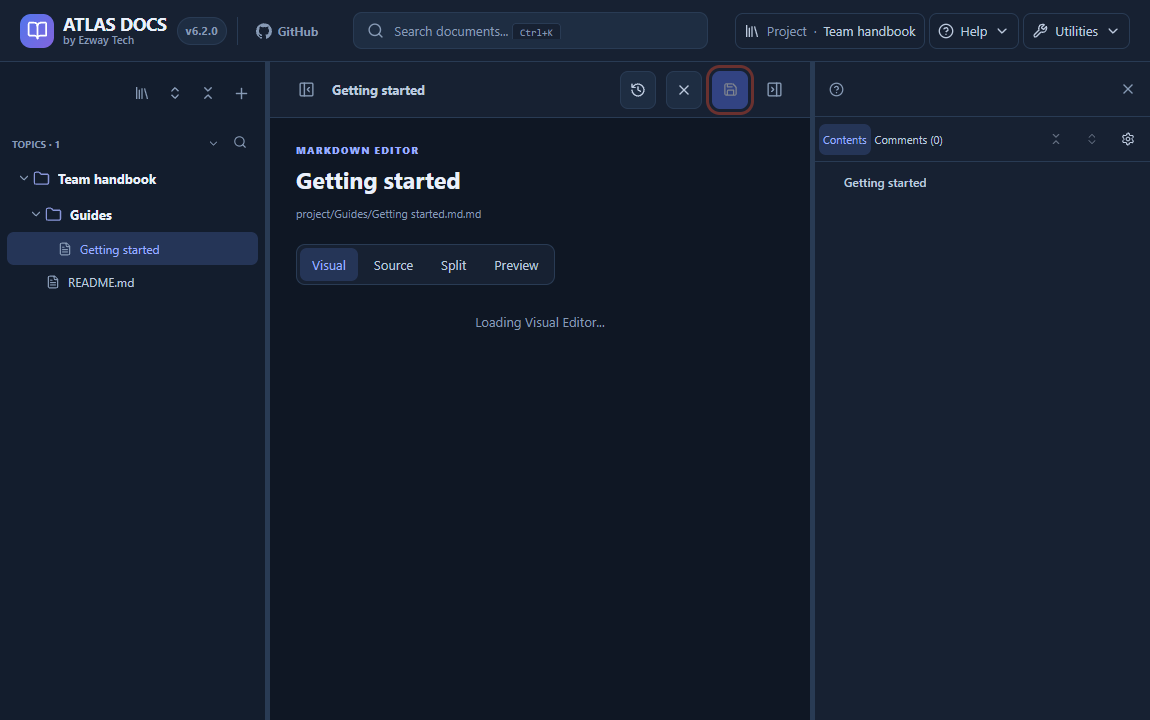 ATLAS DOCS
by Ezway Tech
v6.2.0
GitHub
Search documents... Ctrl+K
Project · Team handbook
Help
Utilities
TOPICS · 1
Team handbook
Guides
Getting started
README.md
Getting started
MARKDOWN EDITOR
Getting started
project/Guides/Getting started.md.md
Visual Source Split Preview
Loading Visual Editor...
Contents Comments (0)
Getting started